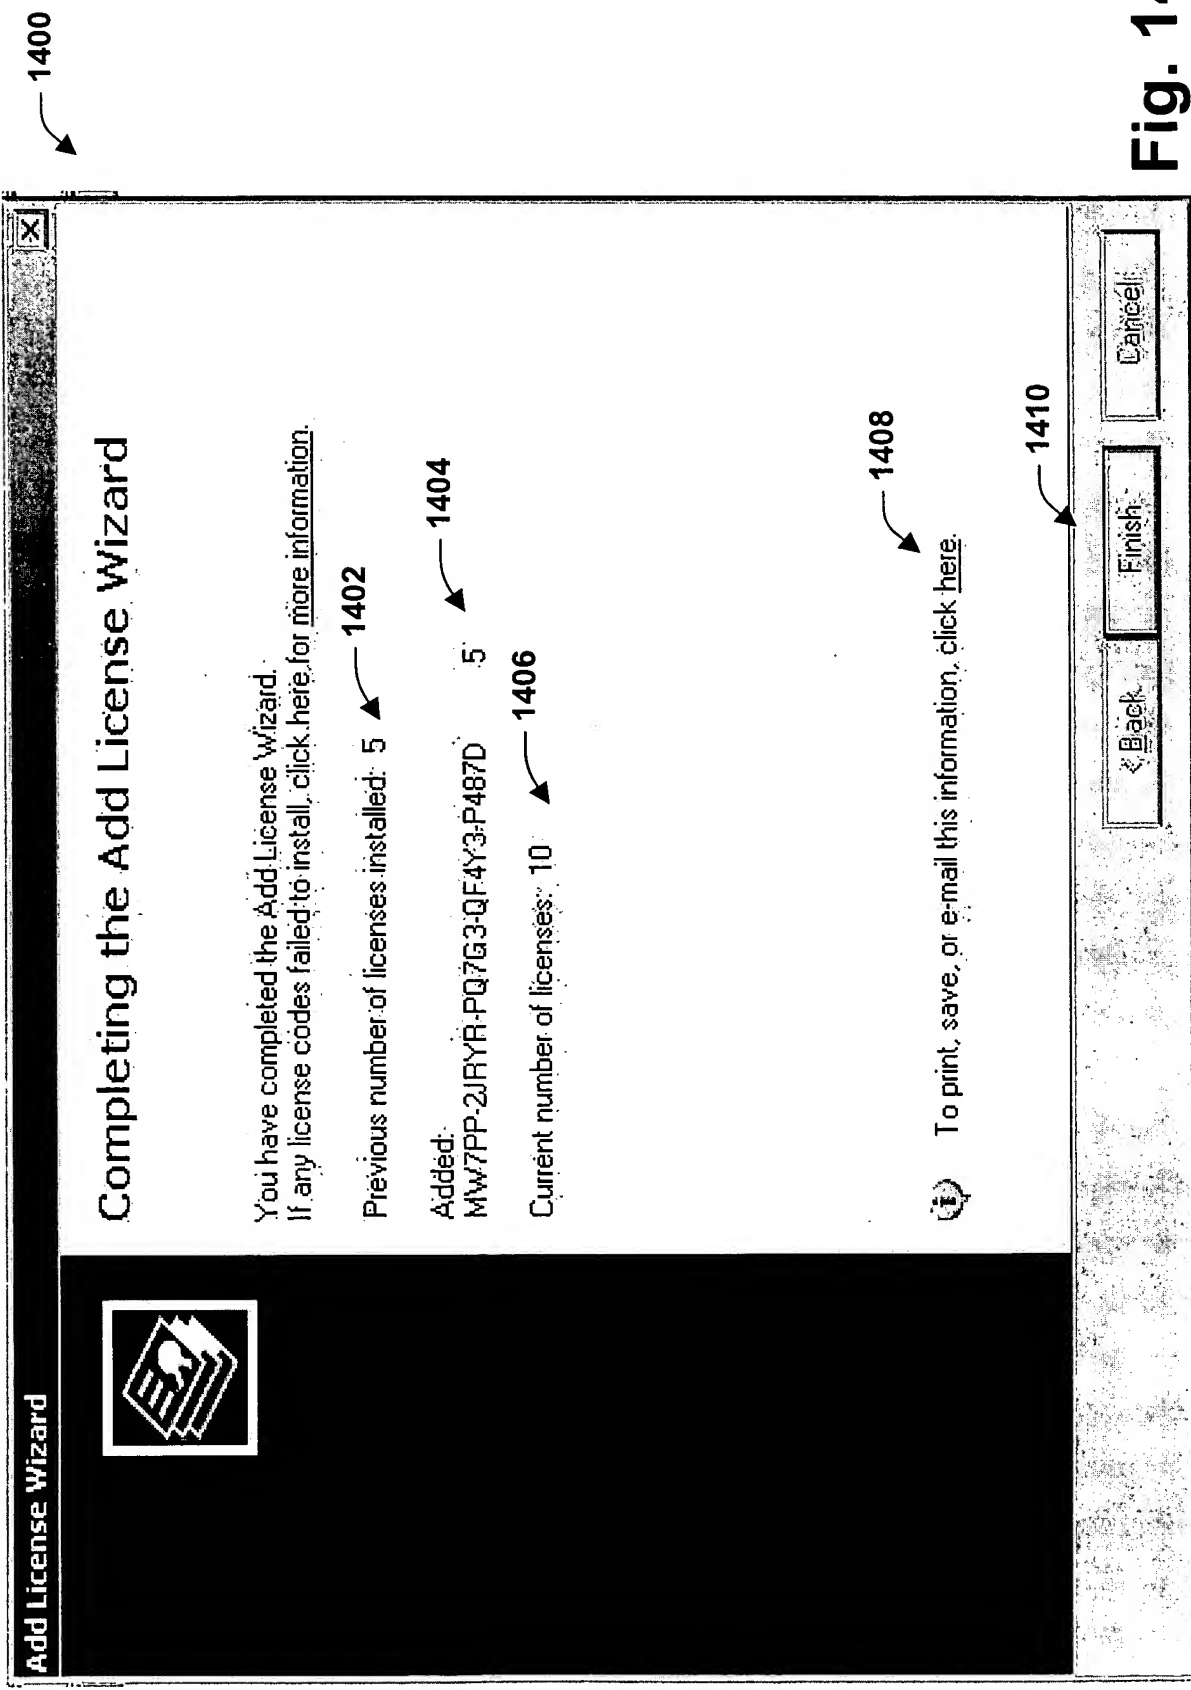 1400
Add License Wizard
Completing the Add License Wizard
You have completed the Add License Wizard.
If any license codes failed to install, click here for more information.
1402
Previous number of licenses installed: 5
1404
Added:
MW7PP-2JRYR-PQ7G3-QF4Y3-P487D 5
1406
Current number of licenses: 10
1408
To print, save, or e-mail this information, click here.
1410
< Back
Finish
Cancel
Fig. 14